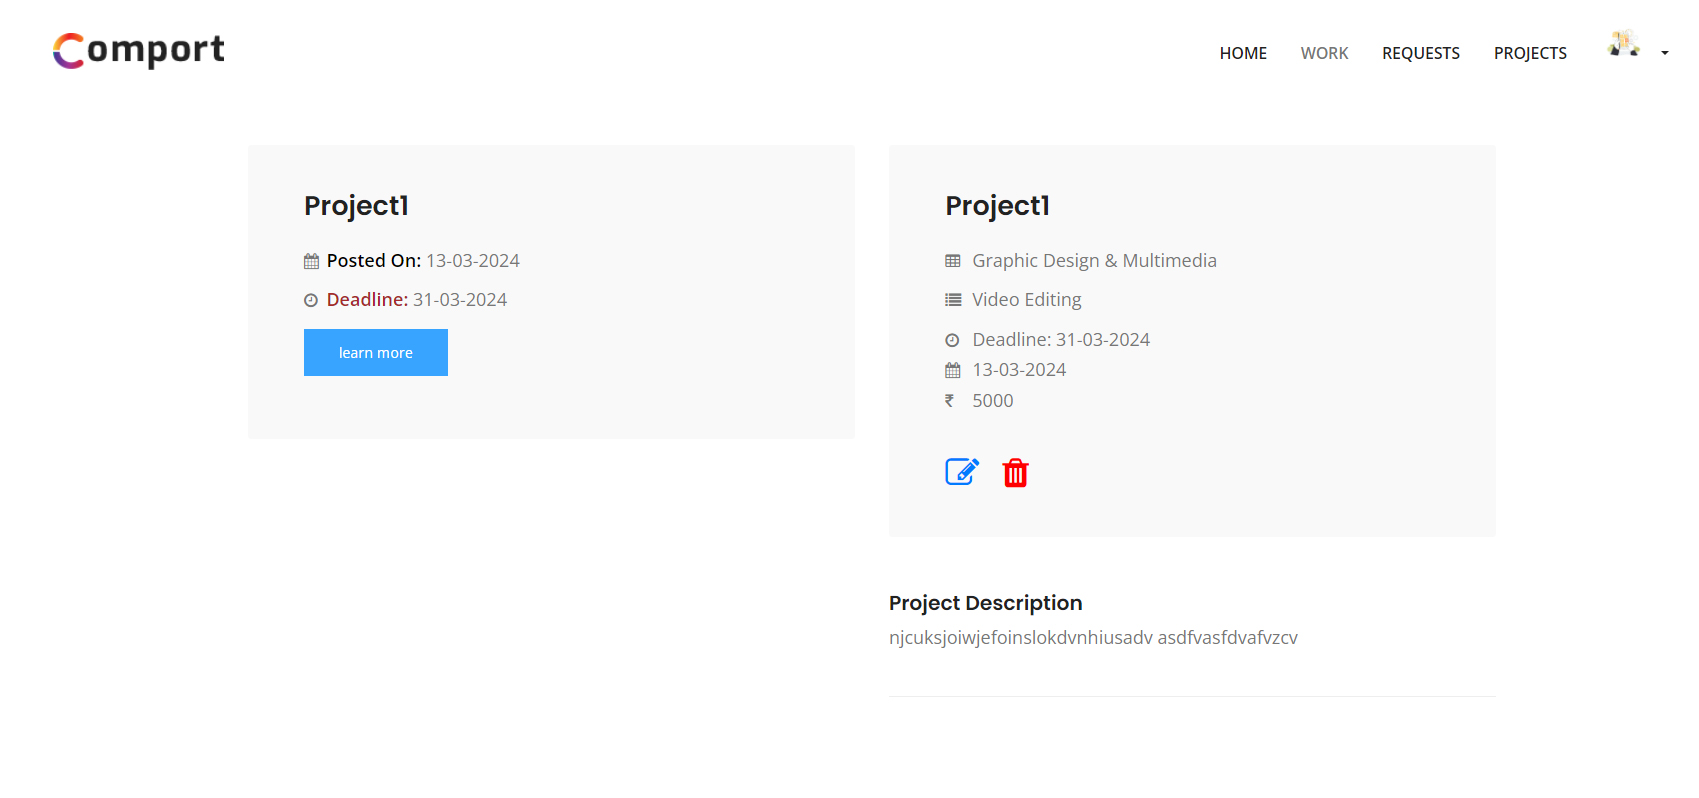 Comport
HOME WORK REQUESTS PROJECTS
Project1
Posted On: 13-03-2024
Deadline: 31-03-2024
learn more
Project1
Graphic Design & Multimedia
Video Editing
Deadline: 31-03-2024
13-03-2024
₹ 5000
Project Description
njcuksjoiwjefoinslokdvnhiusadv asdfvasfdvafvzcv